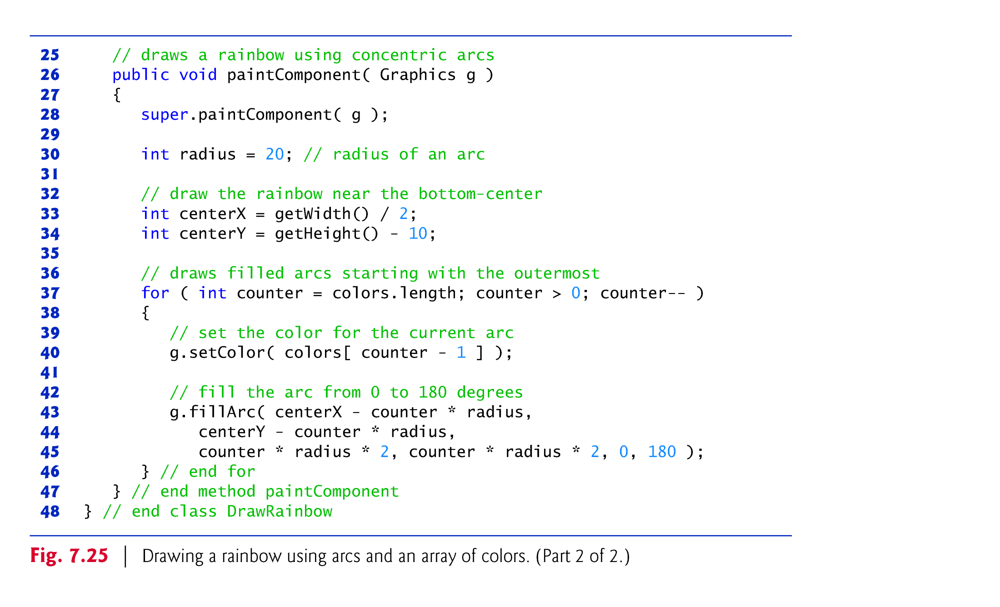 25 // draws a rainbow using concentric arcs
26 public void paintComponent( Graphics g )
27 {
28 super.paintComponent( g );
29
30 int radius = 20; // radius of an arc
31
32 // draw the rainbow near the bottom-center
33 int centerX = getWidth() / 2;
34 int centerY = getHeight() - 10;
35
36 // draws filled arcs starting with the outermost
37 for ( int counter = colors.length; counter > 0; counter-- )
38 {
39 // set the color for the current arc
40 g.setColor( colors[ counter - 1 ] );
41
42 // fill the arc from 0 to 180 degrees
43 g.fillArc( centerX - counter * radius,
44 centerY - counter * radius,
45 counter * radius * 2, counter * radius * 2, 0, 180 );
46 } // end for
47 } // end method paintComponent
48 } // end class DrawRainbow
Fig. 7.25 | Drawing a rainbow using arcs and an array of colors. (Part 2 of 2.)